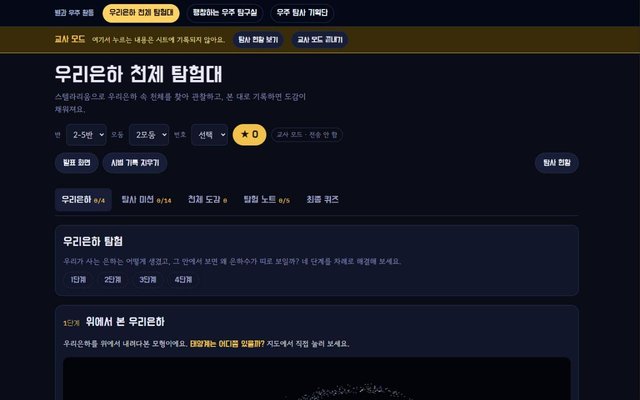 별과 우주 활동 우리은하 천체 탐험대 팽창하는 우주 탐구실 우주 탐사 기획단
교사 모드 여기서 누르는 내용은 시트에 기록되지 않아요. 탐사 현황 보기 교사 모드 끝내기
우리은하 천체 탐험대
스텔라리움으로 우리은하 속 천체를 찾아 관찰하고, 본 대로 기록하면 도감이
채워져요.
반 2-5반 모둠 2모둠 번호 선택 ★ 0 교사 모드 · 전송 안 함
발표 화면 시범 기록 지우기 탐사 현황
우리은하 0/4 탐사 미션 0/14 천체 도감 0 탐험 노트 0/5 최종 퀴즈
우리은하 탐험
우리가 사는 은하는 어떻게 생겼고, 그 안에서 보면 왜 은하수가 띠로 보일까? 네 단계를 차례로 해결해 보세요.
1단계 2단계 3단계 4단계
1단계 위에서 본 우리은하
우리은하를 위에서 내려다본 모형이에요. 태양계는 어디쯤 있을까? 지도에서 직접 눌러 보세요.